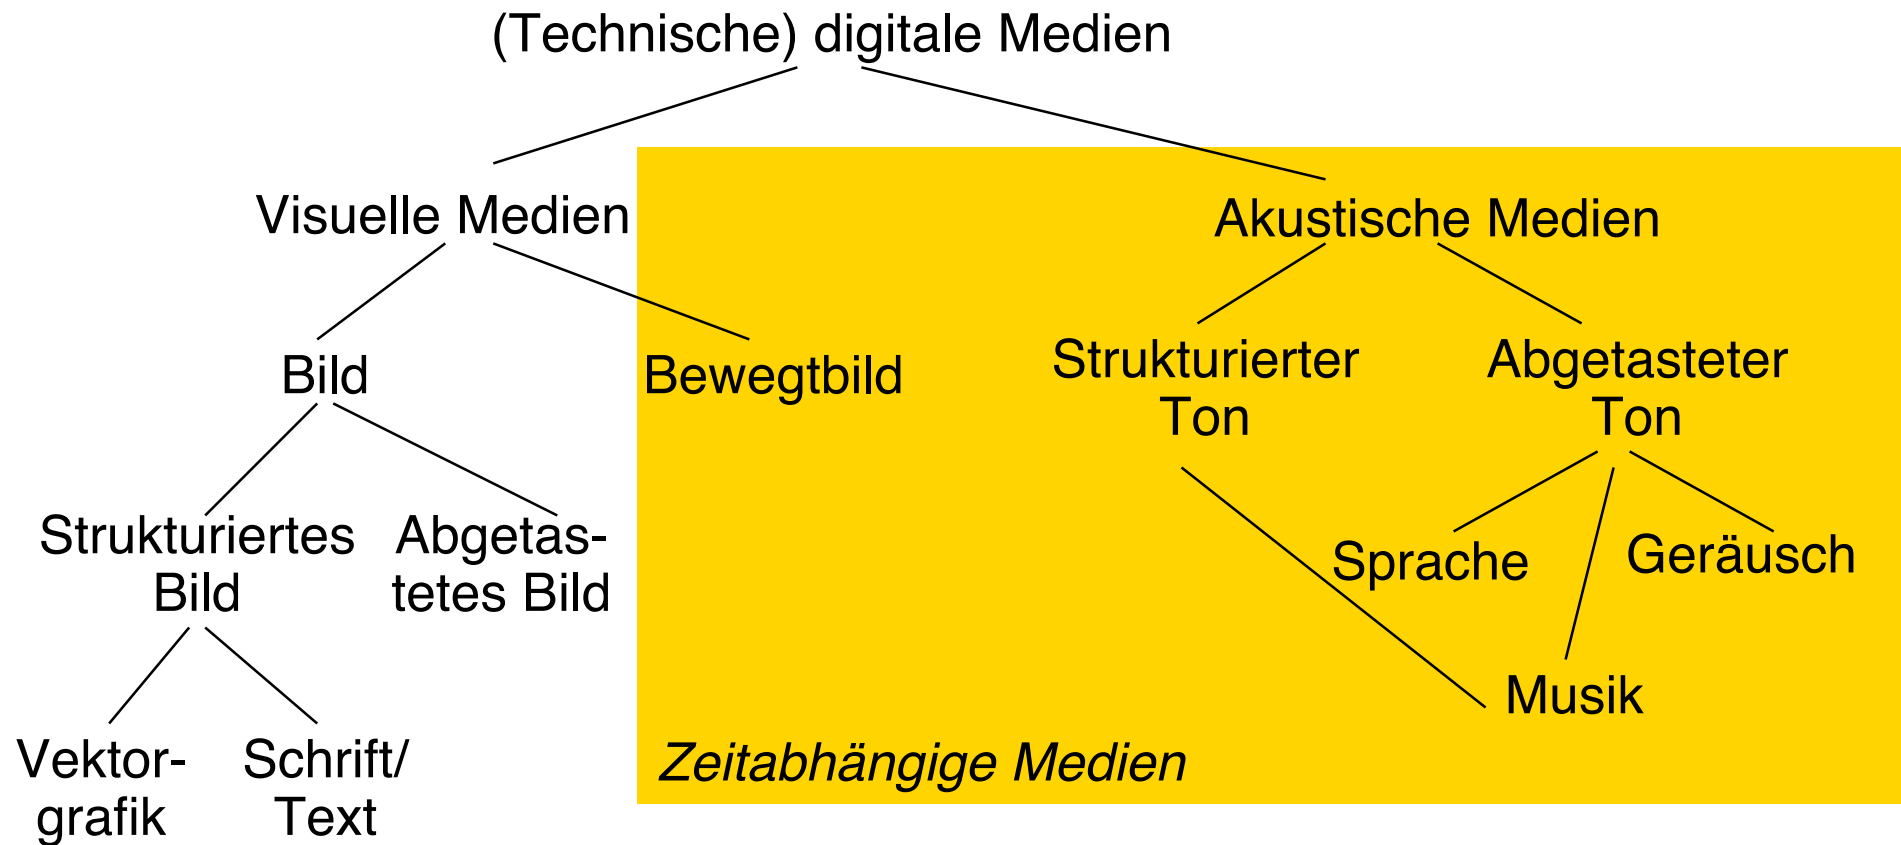 (Technische) digitale Medien
Visuelle Medien
Akustische Medien
Bild
Bewegtbild
Strukturierter
Ton
Abgetasteter
Ton
Strukturiertes
Bild
Abgetas-
tetes Bild
Sprache
Geräusch
Musik
Vektor-
grafik
Schrift/
Text
Zeitabhängige Medien